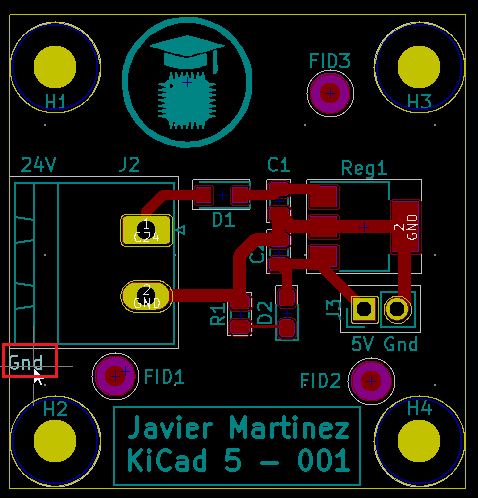 H1
H3
FID3
24V
J2
C1
Reg1
1
C24
D1
2
GND
C2
2
GND
R1
D2
J3
5V Gnd
Gnd
FID1
FID2
H2
H4
Javier Martinez
KiCad 5 - 001